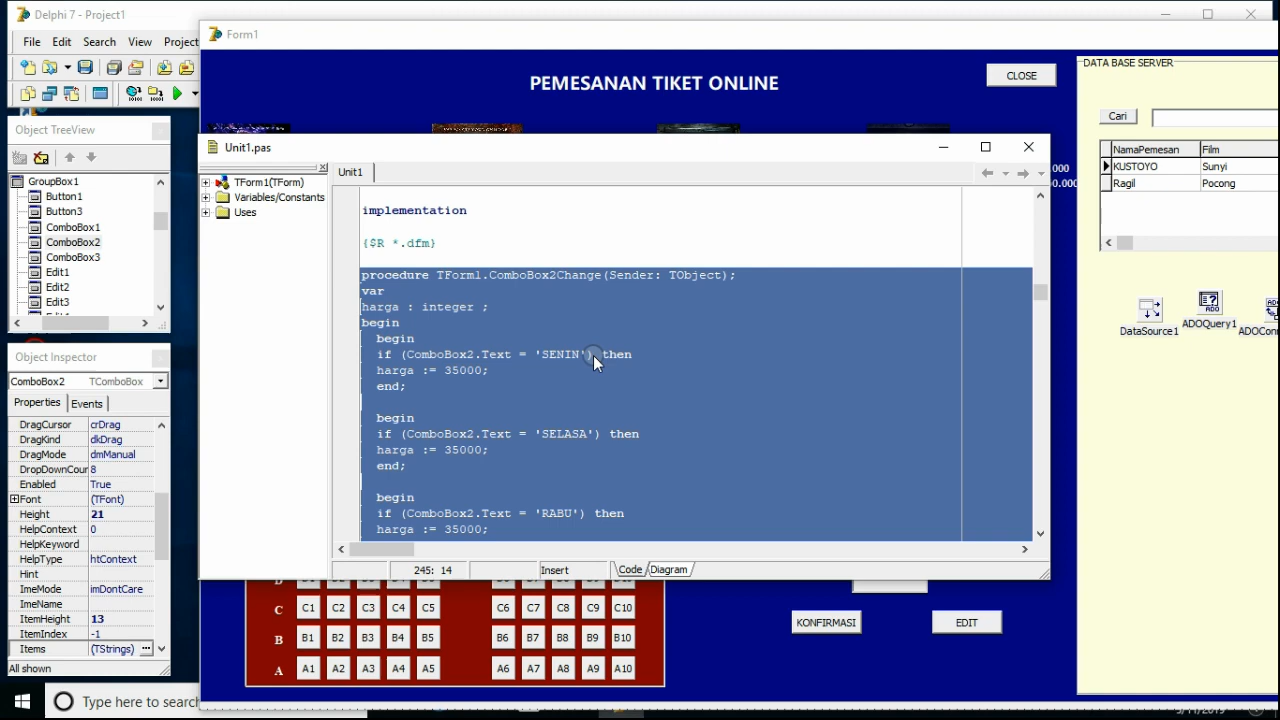 Delphi 7 - Project1
File Edit Search View Project
Object TreeView
GroupBox1
Button1
Button3
ComboBox1
ComboBox2
ComboBox3
Edit1
Edit2
Edit3
Object Inspector
ComboBox2 TComboBox
Properties Events
DragCursor crDrag
DragKind dkDrag
DragMode dmManual
DropDownCour 8
Enabled True
Font (TFont)
Height 21
HelpContext 0
HelpKeyword
HelpType htContext
Hint
ImeMode imDontCare
ImeName
ItemHeight 13
ItemIndex -1
Items (TStrings)
All shown
Type here to search
Form1
PEMESANAN TIKET ONLINE
CLOSE
Unit1.pas
TForm1(TForm)
Variables/Constants
Uses
Unit1
implementation
{$R *.dfm}
procedure TForm1.ComboBox2Change(Sender: TObject);
var
harga : integer ;
begin
begin
if (ComboBox2.Text = 'SENIN') then
harga := 35000;
end;
begin
if (ComboBox2.Text = 'SELASA') then
harga := 35000;
end;
begin
if (ComboBox2.Text = 'RABU') then
harga := 35000;
245: 14 Insert Code Diagram
C C1 C2 C3 C4 C5 C6 C7 C8 C9 C10
B B1 B2 B3 B4 B5 B6 B7 B8 B9 B10
A A1 A2 A3 A4 A5 A6 A7 A8 A9 A10
KONFIRMASI EDIT
DATA BASE SERVER
Cari
NamaPemesan Film
KUSTOYO Sunyi
Ragil Pocong
DataSource1 ADOQuery1 ADOCon